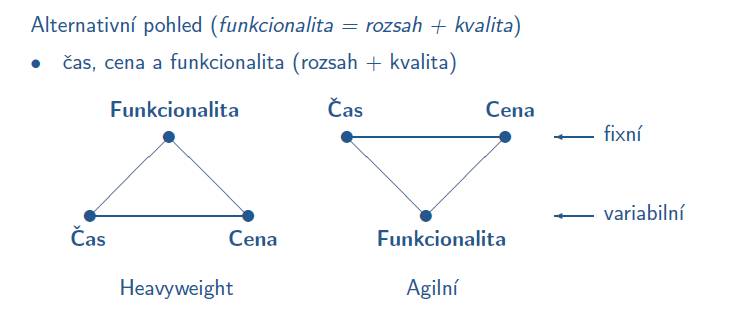 Alternativní pohled (funkcionalita = rozsah + kvalita)
• čas, cena a funkcionalita (rozsah + kvalita)
Funkcionalita
Čas
Cena
fixní
Čas
Cena
Funkcionalita
variabilní
Heavyweight
Agilní